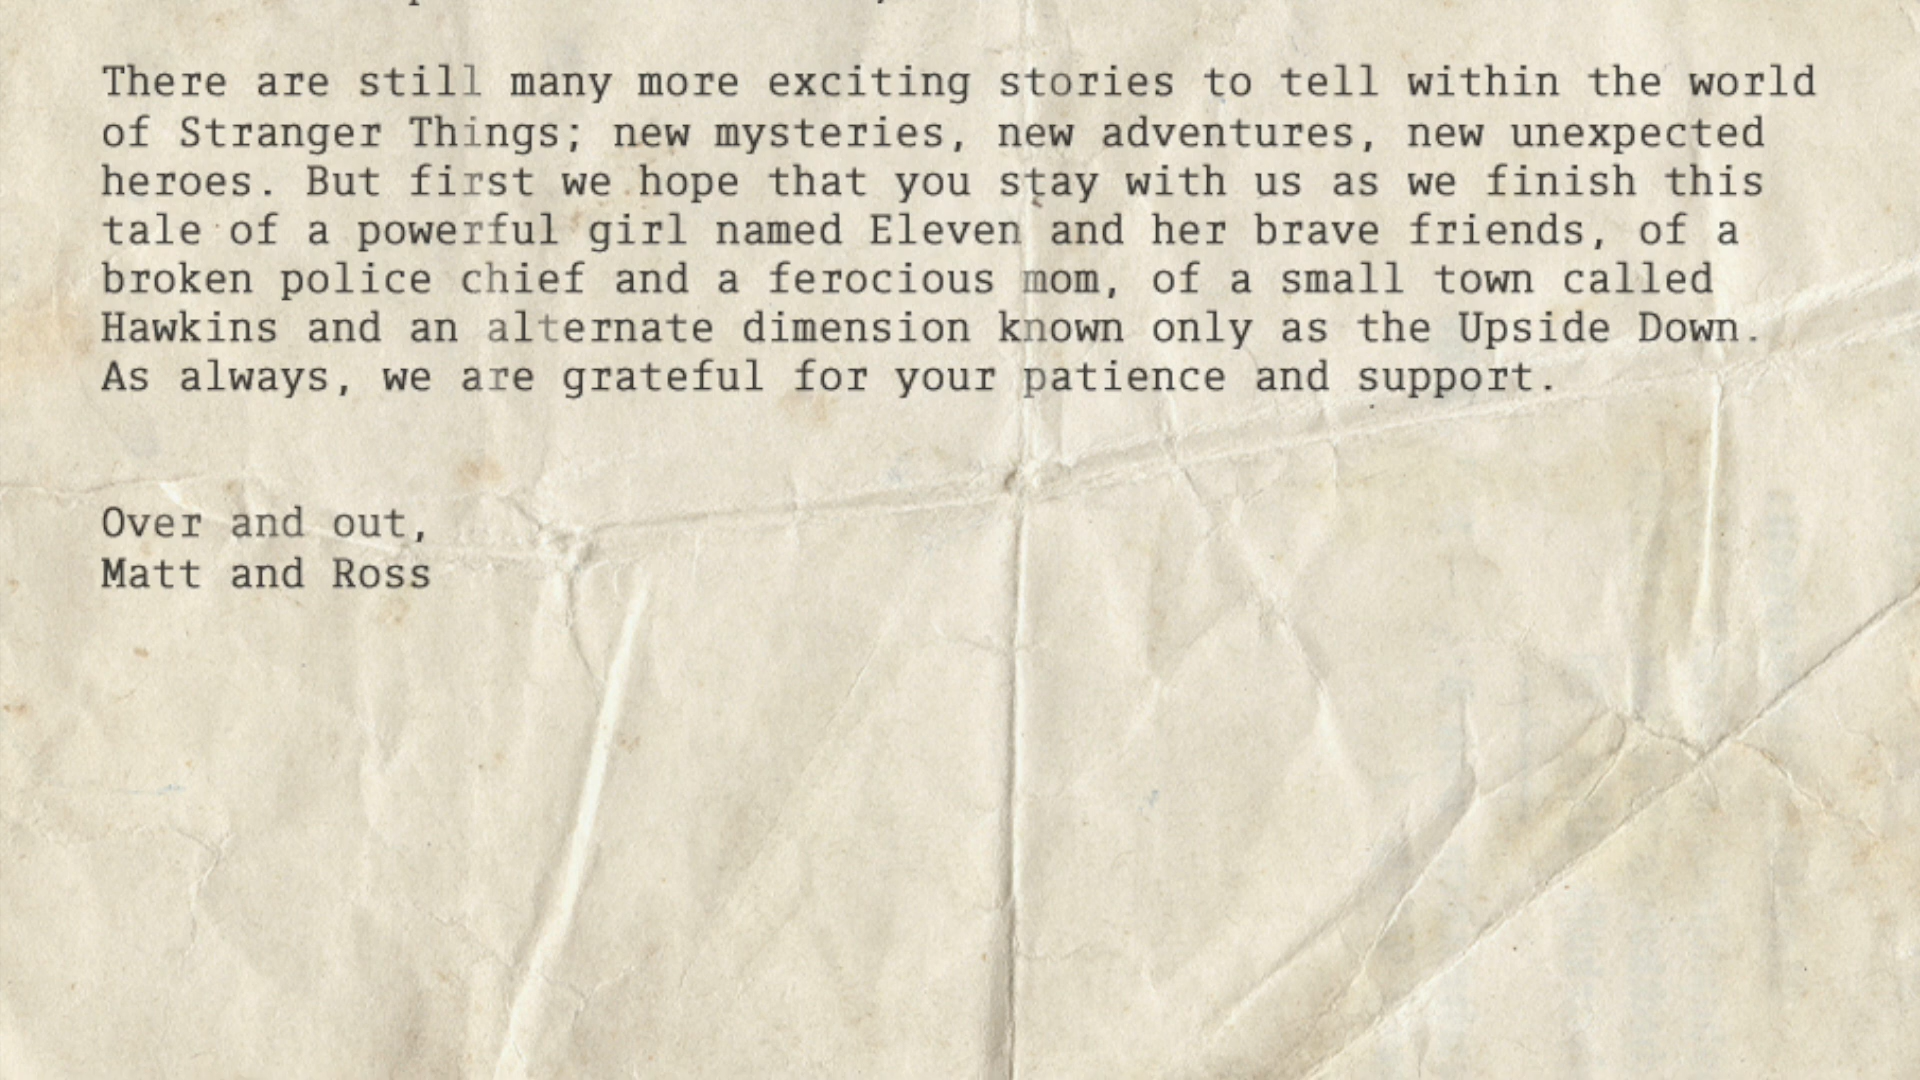 There are still many more exciting stories to tell within the world
of Stranger Things; new mysteries, new adventures, new unexpected
heroes. But first we hope that you stay with us as we finish this
tale of a powerful girl named Eleven and her brave friends, of a
broken police chief and a ferocious mom, of a small town called
Hawkins and an alternate dimension known only as the Upside Down.
As always, we are grateful for your patience and support.
Over and out,
Matt and Ross